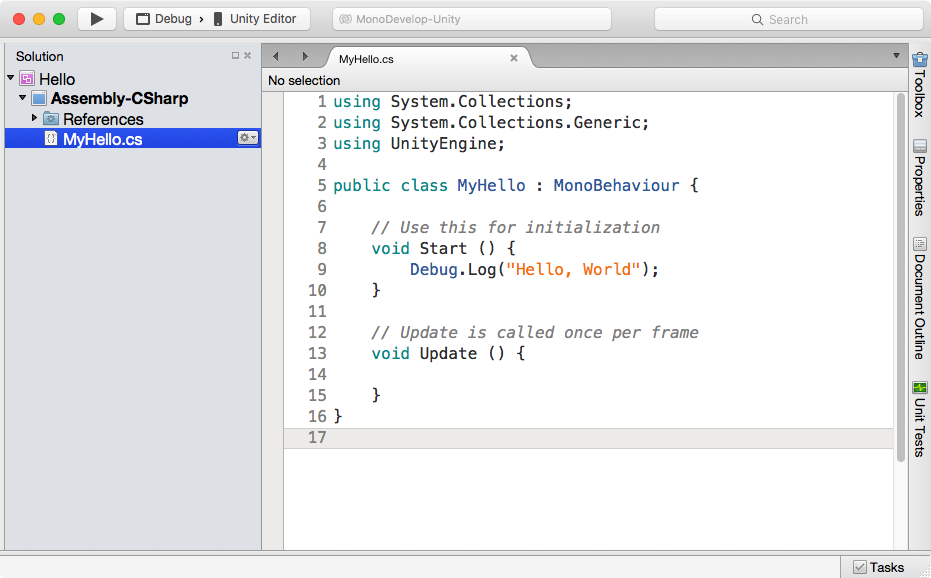 Debug › Unity Editor
MonoDevelop-Unity
Search
Solution
Hello
Assembly-CSharp
References
MyHello.cs
MyHello.cs
No selection
1 using System.Collections;
2 using System.Collections.Generic;
3 using UnityEngine;
4
5 public class MyHello : MonoBehaviour {
6
7     // Use this for initialization
8     void Start () {
9         Debug.Log("Hello, World");
10     }
11
12     // Update is called once per frame
13     void Update () {
14
15     }
16 }
17
Toolbox
Properties
Document Outline
Unit Tests
Tasks